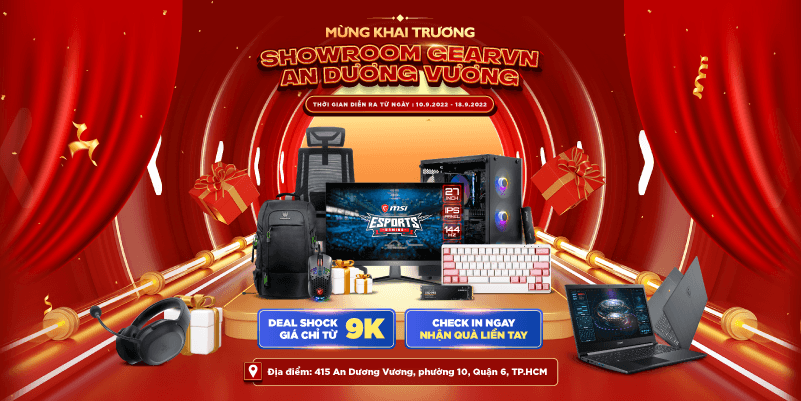 MỪNG KHAI TRƯƠNG
SHOWROOM GEARVN
AN DƯƠNG VƯƠNG
THỜI GIAN DIỄN RA TỪ NGÀY : 10.9.2022 - 18.9.2022
27
INCH
IPS
PANEL
144
HZ
msi
ESPORTS
GAMING
DEAL SHOCK
GIÁ CHỈ TỪ
9K
CHECK IN NGAY
NHẬN QUÀ LIỀN TAY
Địa điểm: 415 An Dương Vương, phường 10, Quận 6, TP.HCM